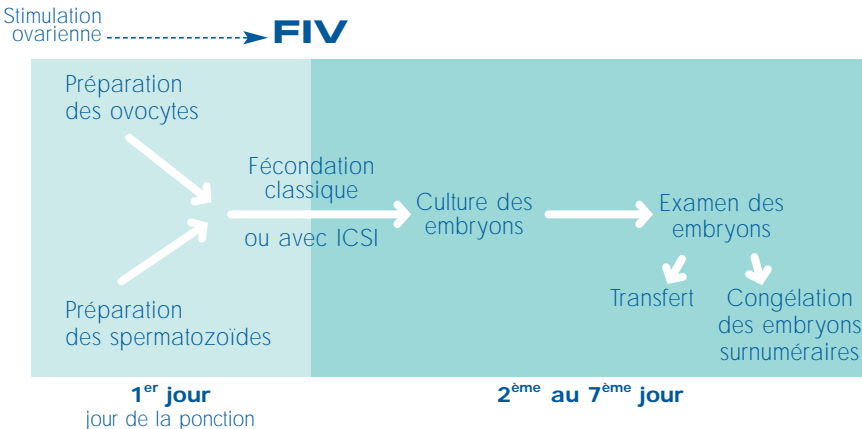 Stimulation
ovarienne
FIV
Préparation
des ovocytes
Fécondation
classique
ou avec ICSI
Préparation
des spermatozoïdes
Culture des
embryons
Examen des
embryons
Transfert
Congélation
des embryons
surnuméraires
1er jour
jour de la ponction
2ème au 7ème jour